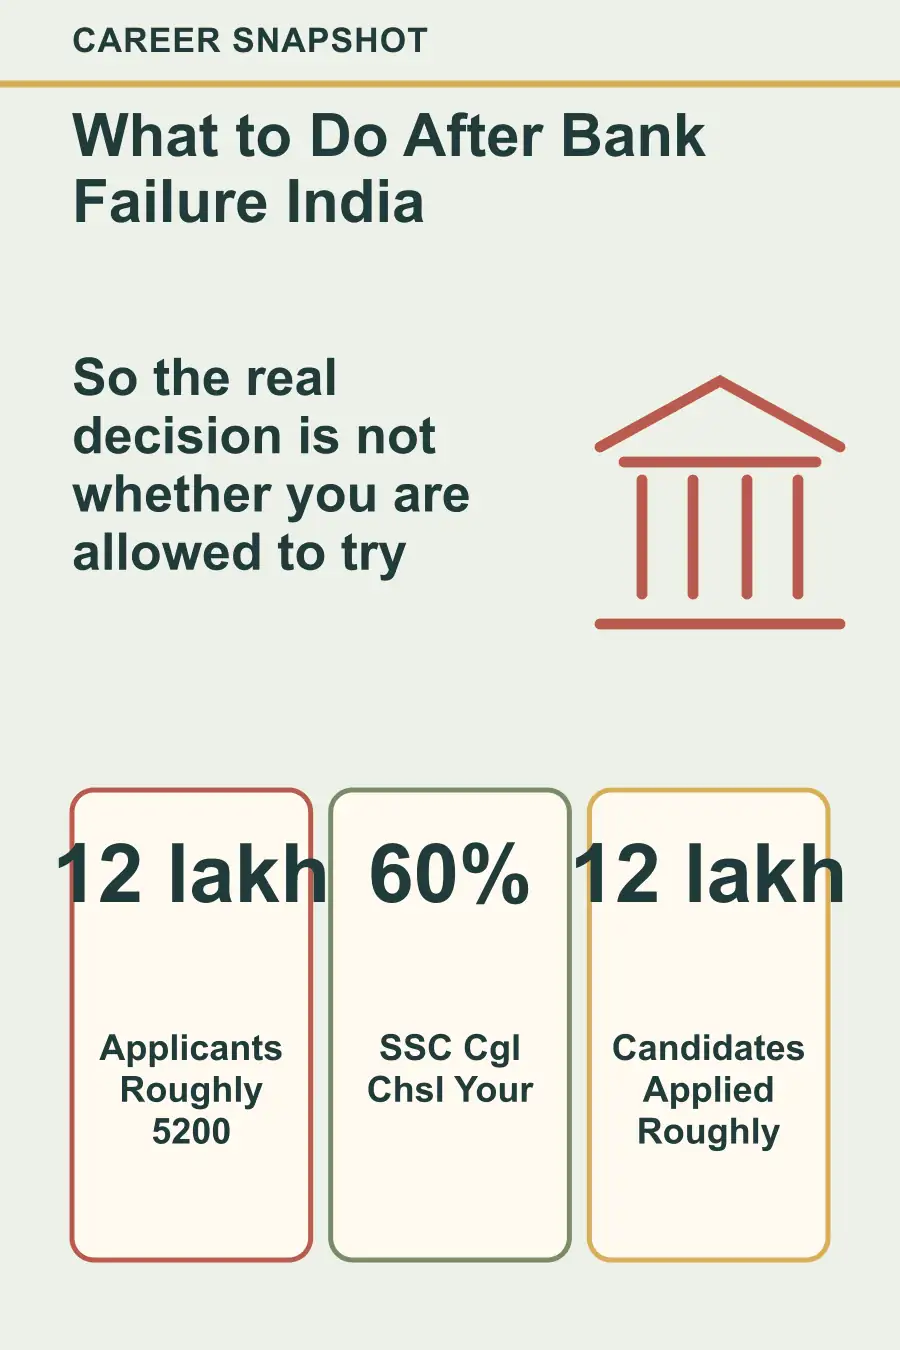 CAREER SNAPSHOT
What to Do After Bank
Failure India
So the real
decision is not
whether you are
allowed to try
12 lakh
Applicants
Roughly
5200
60%
SSC Cgl
Chsl Your
12 lakh
Candidates
Applied
Roughly